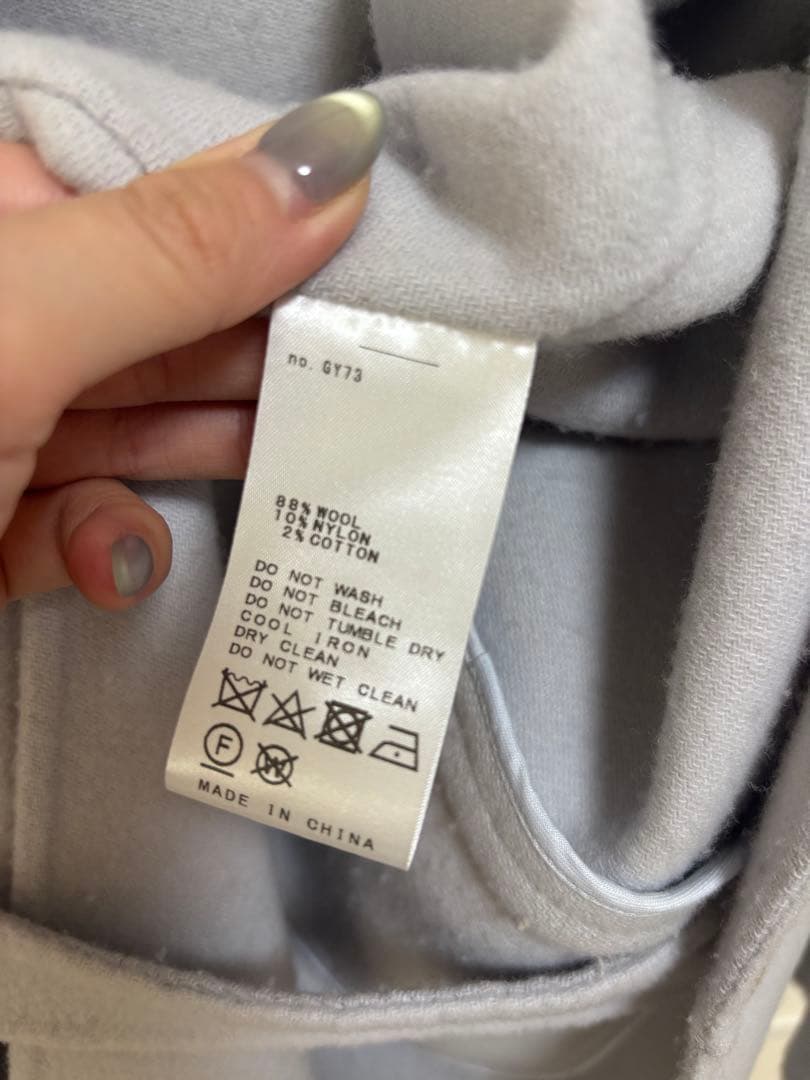 no. GY73
88% WOOL
10% NYLON
2% COTTON
DO NOT WASH
DO NOT BLEACH
DO NOT TUMBLE DRY
COOL IRON
DRY CLEAN
DO NOT WET CLEAN
F W
MADE IN CHINA